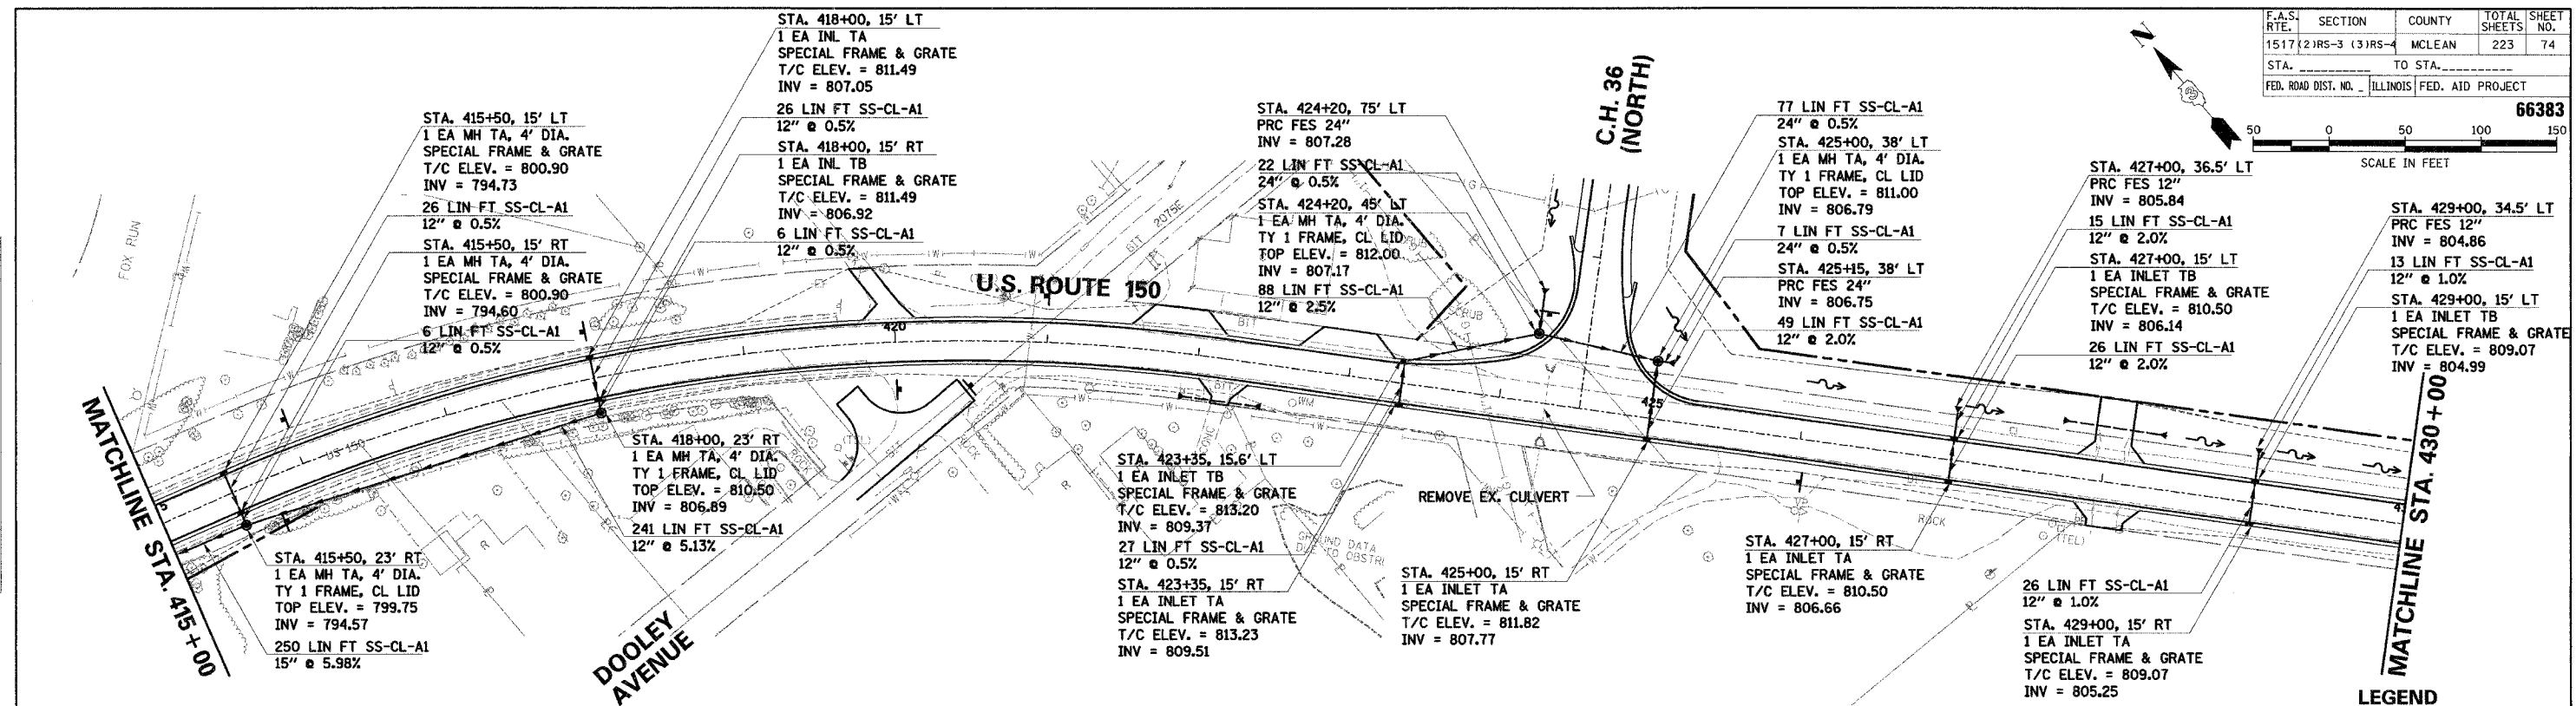 F.A.S. RTE. SECTION COUNTY TOTAL SHEETS SHEET NO.
1517 (2)RS-3 (3)RS-4 MCLEAN 223 74
STA. TO STA.
FED. ROAD DIST. NO. ILLINOIS FED. AID PROJECT
66383
N
50 0 50 100 150
SCALE IN FEET
STA. 415+50, 15' LT
1 EA MH TA, 4' DIA.
SPECIAL FRAME & GRATE
T/C ELEV. = 800.90
INV = 794.73
26 LIN FT SS-CL-A1
12" @ 0.5%
STA. 415+50, 15' RT
1 EA MH TA, 4' DIA.
SPECIAL FRAME & GRATE
T/C ELEV. = 800.90
INV = 794.60
6 LIN FT SS-CL-A1
12" @ 0.5%
STA. 418+00, 15' LT
1 EA INL TA
SPECIAL FRAME & GRATE
T/C ELEV. = 811.49
INV = 807.05
26 LIN FT SS-CL-A1
12" @ 0.5%
STA. 418+00, 15' RT
1 EA INL TB
SPECIAL FRAME & GRATE
T/C ELEV. = 811.49
INV = 806.92
6 LIN FT SS-CL-A1
12" @ 0.5%
STA. 424+20, 75' LT
PRC FES 24"
INV = 807.28
22 LIN FT SS-CL-A1
24" @ 0.5%
STA. 424+20, 45' LT
1 EA MH TA, 4' DIA.
TY 1 FRAME, CL LID
TOP ELEV. = 812.00
INV = 807.17
88 LIN FT SS-CL-A1
12" @ 2.5%
C.H. 36
(NORTH)
77 LIN FT SS-CL-A1
24" @ 0.5%
STA. 425+00, 38' LT
1 EA MH TA, 4' DIA.
TY 1 FRAME, CL LID
TOP ELEV. = 811.00
INV = 806.79
7 LIN FT SS-CL-A1
24" @ 0.5%
STA. 425+15, 38' LT
PRC FES 24"
INV = 806.75
49 LIN FT SS-CL-A1
12" @ 2.0%
STA. 427+00, 36.5' LT
PRC FES 12"
INV = 805.84
15 LIN FT SS-CL-A1
12" @ 2.0%
STA. 427+00, 15' LT
1 EA INLET TB
SPECIAL FRAME & GRATE
T/C ELEV. = 810.50
INV = 806.14
26 LIN FT SS-CL-A1
12" @ 2.0%
STA. 429+00, 34.5' LT
PRC FES 12"
INV = 804.86
13 LIN FT SS-CL-A1
12" @ 1.0%
STA. 429+00, 15' LT
1 EA INLET TB
SPECIAL FRAME & GRATE
T/C ELEV. = 809.07
INV = 804.99
FOX RUN
BIT 2075E
U.S. ROUTE 150
420
425
US 150
BIT
BIT
SCRUB
WM
CONC
ROCK
ROCK
(TEL)
(TEL)
MATCHLINE STA. 415+00
STA. 415+50, 23' RT
1 EA MH TA, 4' DIA.
TY 1 FRAME, CL LID
TOP ELEV. = 799.75
INV = 794.57
250 LIN FT SS-CL-A1
15" @ 5.98%
STA. 418+00, 23' RT
1 EA MH TA, 4' DIA.
TY 1 FRAME, CL LID
TOP ELEV. = 810.50
INV = 806.89
241 LIN FT SS-CL-A1
12" @ 5.13%
DOOLEY
AVENUE
STA. 423+35, 15.6' LT
1 EA INLET TB
SPECIAL FRAME & GRATE
T/C ELEV. = 813.20
INV = 809.37
27 LIN FT SS-CL-A1
12" @ 0.5%
STA. 423+35, 15' RT
1 EA INLET TA
SPECIAL FRAME & GRATE
T/C ELEV. = 813.23
INV = 809.51
REMOVE EX. CULVERT
STA. 425+00, 15' RT
1 EA INLET TA
SPECIAL FRAME & GRATE
T/C ELEV. = 811.82
INV = 807.77
STA. 427+00, 15' RT
1 EA INLET TA
SPECIAL FRAME & GRATE
T/C ELEV. = 810.50
INV = 806.66
26 LIN FT SS-CL-A1
12" @ 1.0%
STA. 429+00, 15' RT
1 EA INLET TA
SPECIAL FRAME & GRATE
T/C ELEV. = 809.07
INV = 805.25
MATCHLINE STA. 430+00
LEGEND